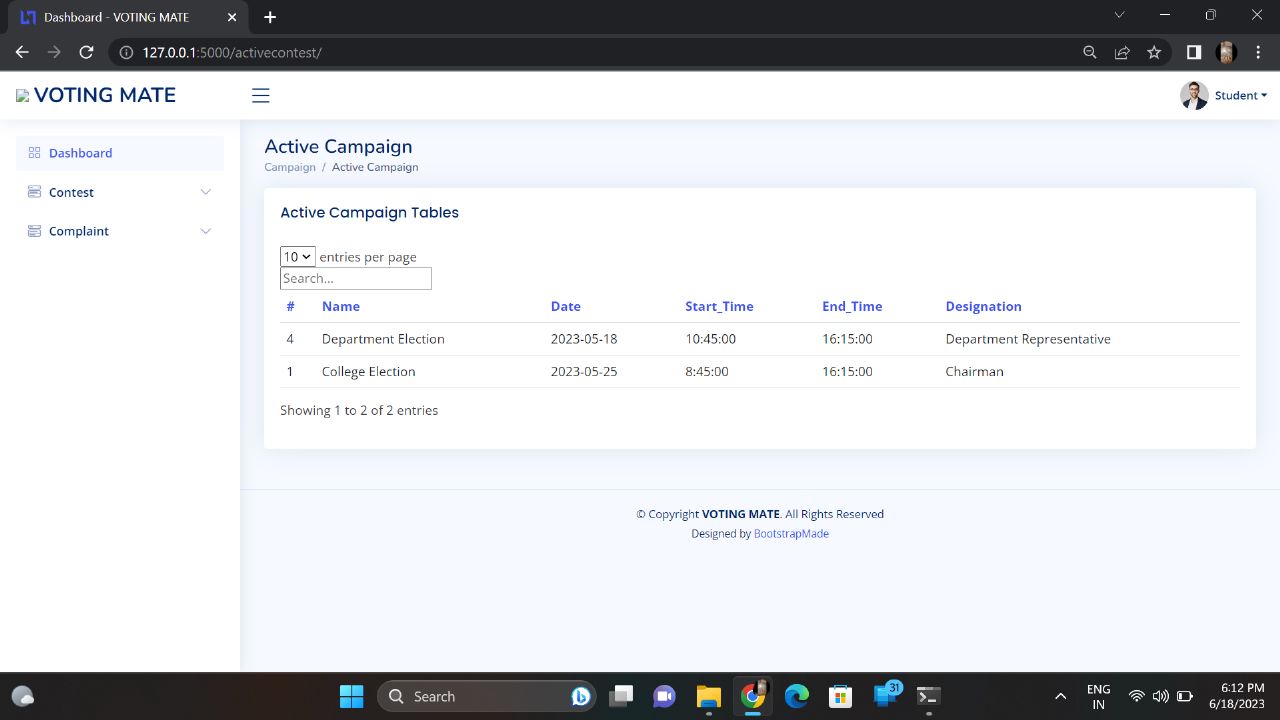 Dashboard - VOTING MATE
127.0.0.1:5000/activecontest/
VOTING MATE
Student
Dashboard
Contest
Complaint
Active Campaign
Campaign / Active Campaign
Active Campaign Tables
10 entries per page
Search...
# Name Date Start_Time End_Time Designation
4 Department Election 2023-05-18 10:45:00 16:15:00 Department Representative
1 College Election 2023-05-25 8:45:00 16:15:00 Chairman
Showing 1 to 2 of 2 entries
© Copyright VOTING MATE. All Rights Reserved
Designed by BootstrapMade
Search
31
ENG
IN
6:12 PM
6/18/2023